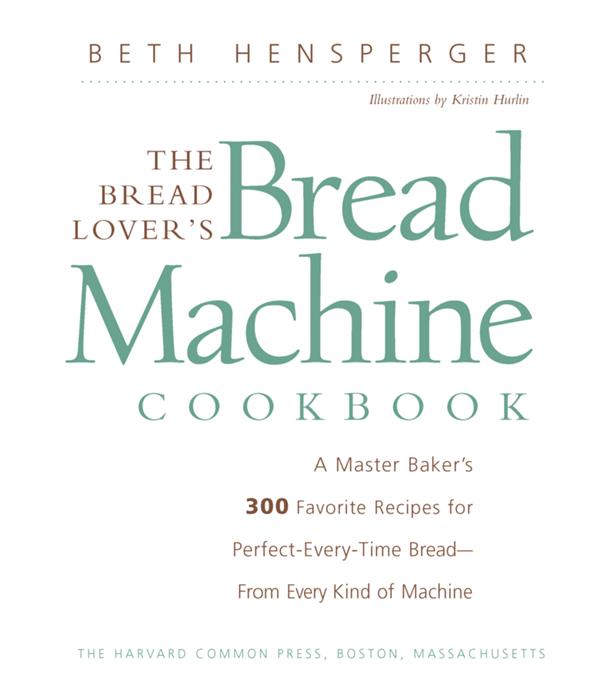 BETH HENSPERGER
Illustrations by Kristin Hurlin
THE
BREAD
LOVER'S Bread
Machine
COOKBOOK
A Master Baker's
300 Favorite Recipes for
Perfect-Every-Time Bread—
From Every Kind of Machine
THE HARVARD COMMON PRESS, BOSTON, MASSACHUSETTS